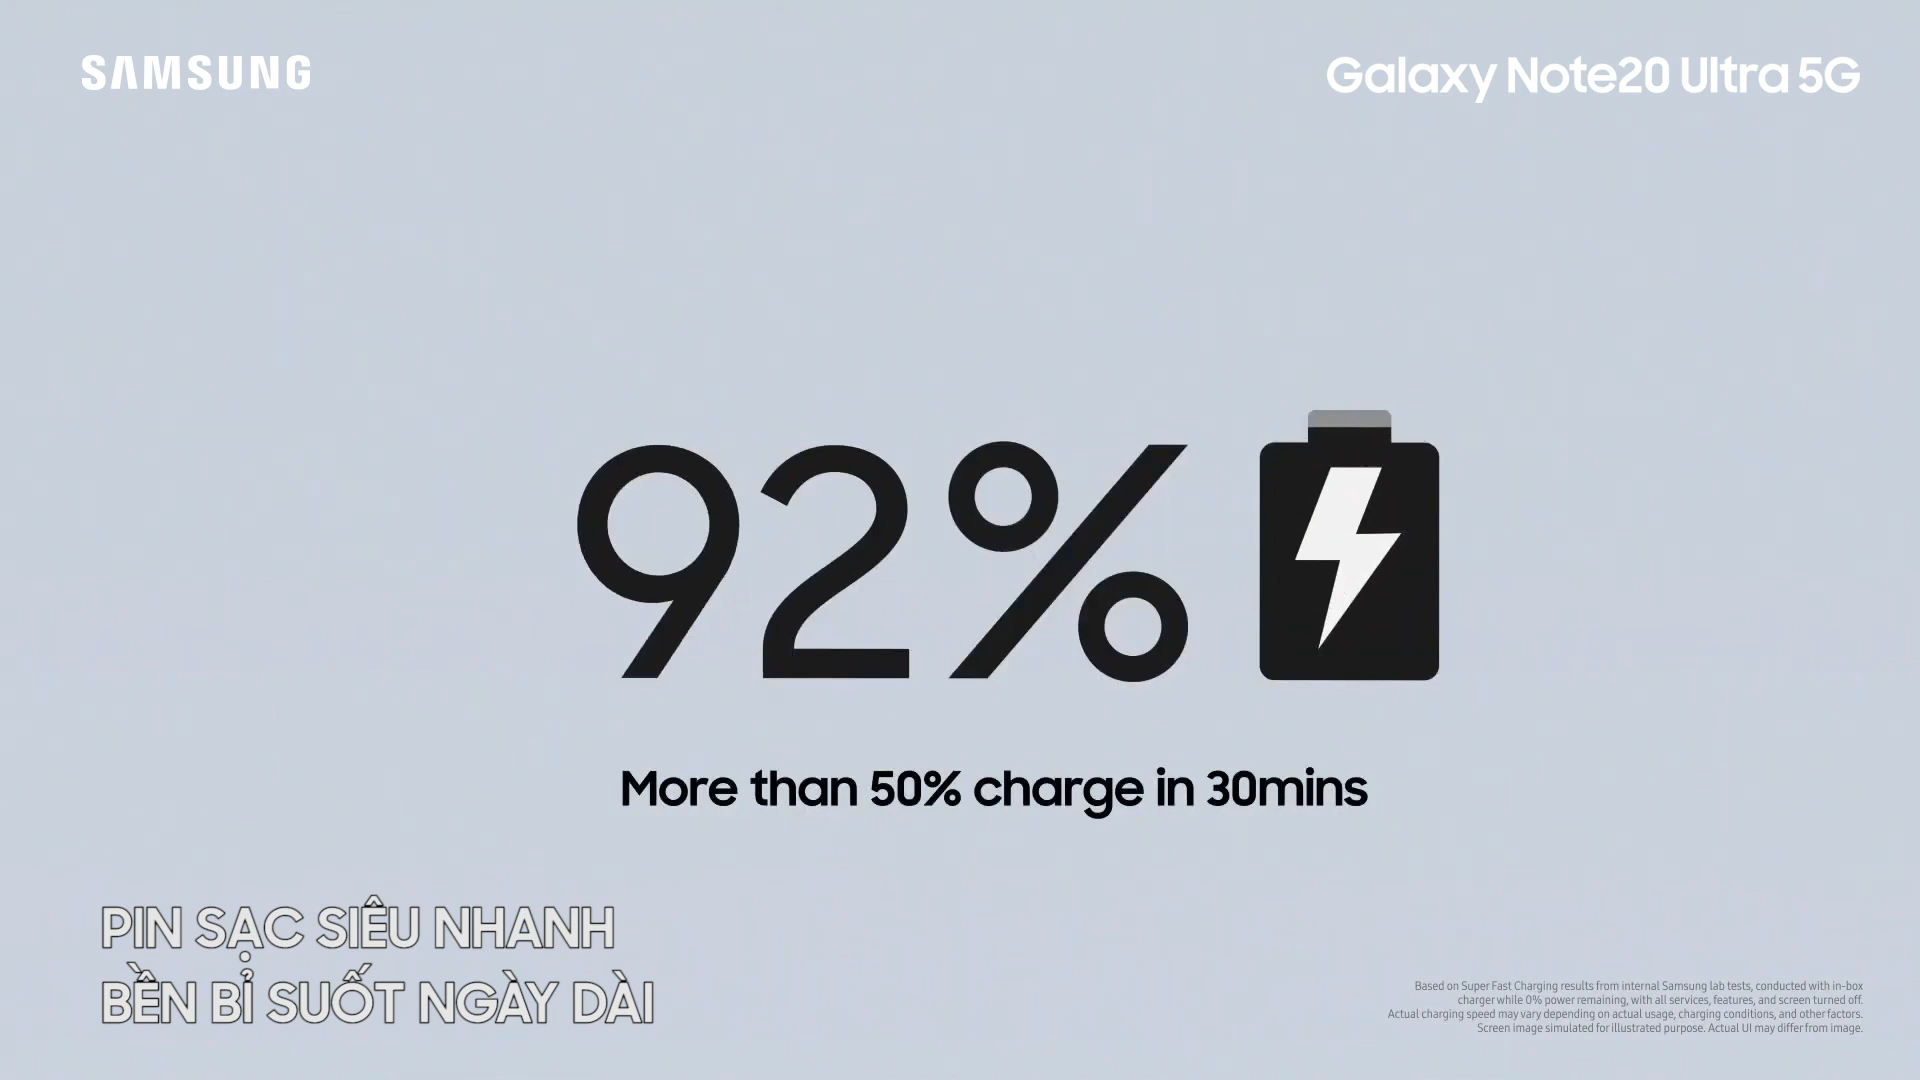 SAMSUNG
Galaxy Note20 Ultra 5G
92%
More than 50% charge in 30mins
PIN SẠC SIÊU NHANH
BỀN BỈ SUỐT NGÀY DÀI
Based on Super Fast Charging results from internal Samsung lab tests, conducted with in-box
charger while 0% power remaining, with all services, features, and screen turned off.
Actual charging speed may vary depending on actual usage, charging conditions, and other factors.
Screen image simulated for illustrated purpose. Actual UI may differ from image.